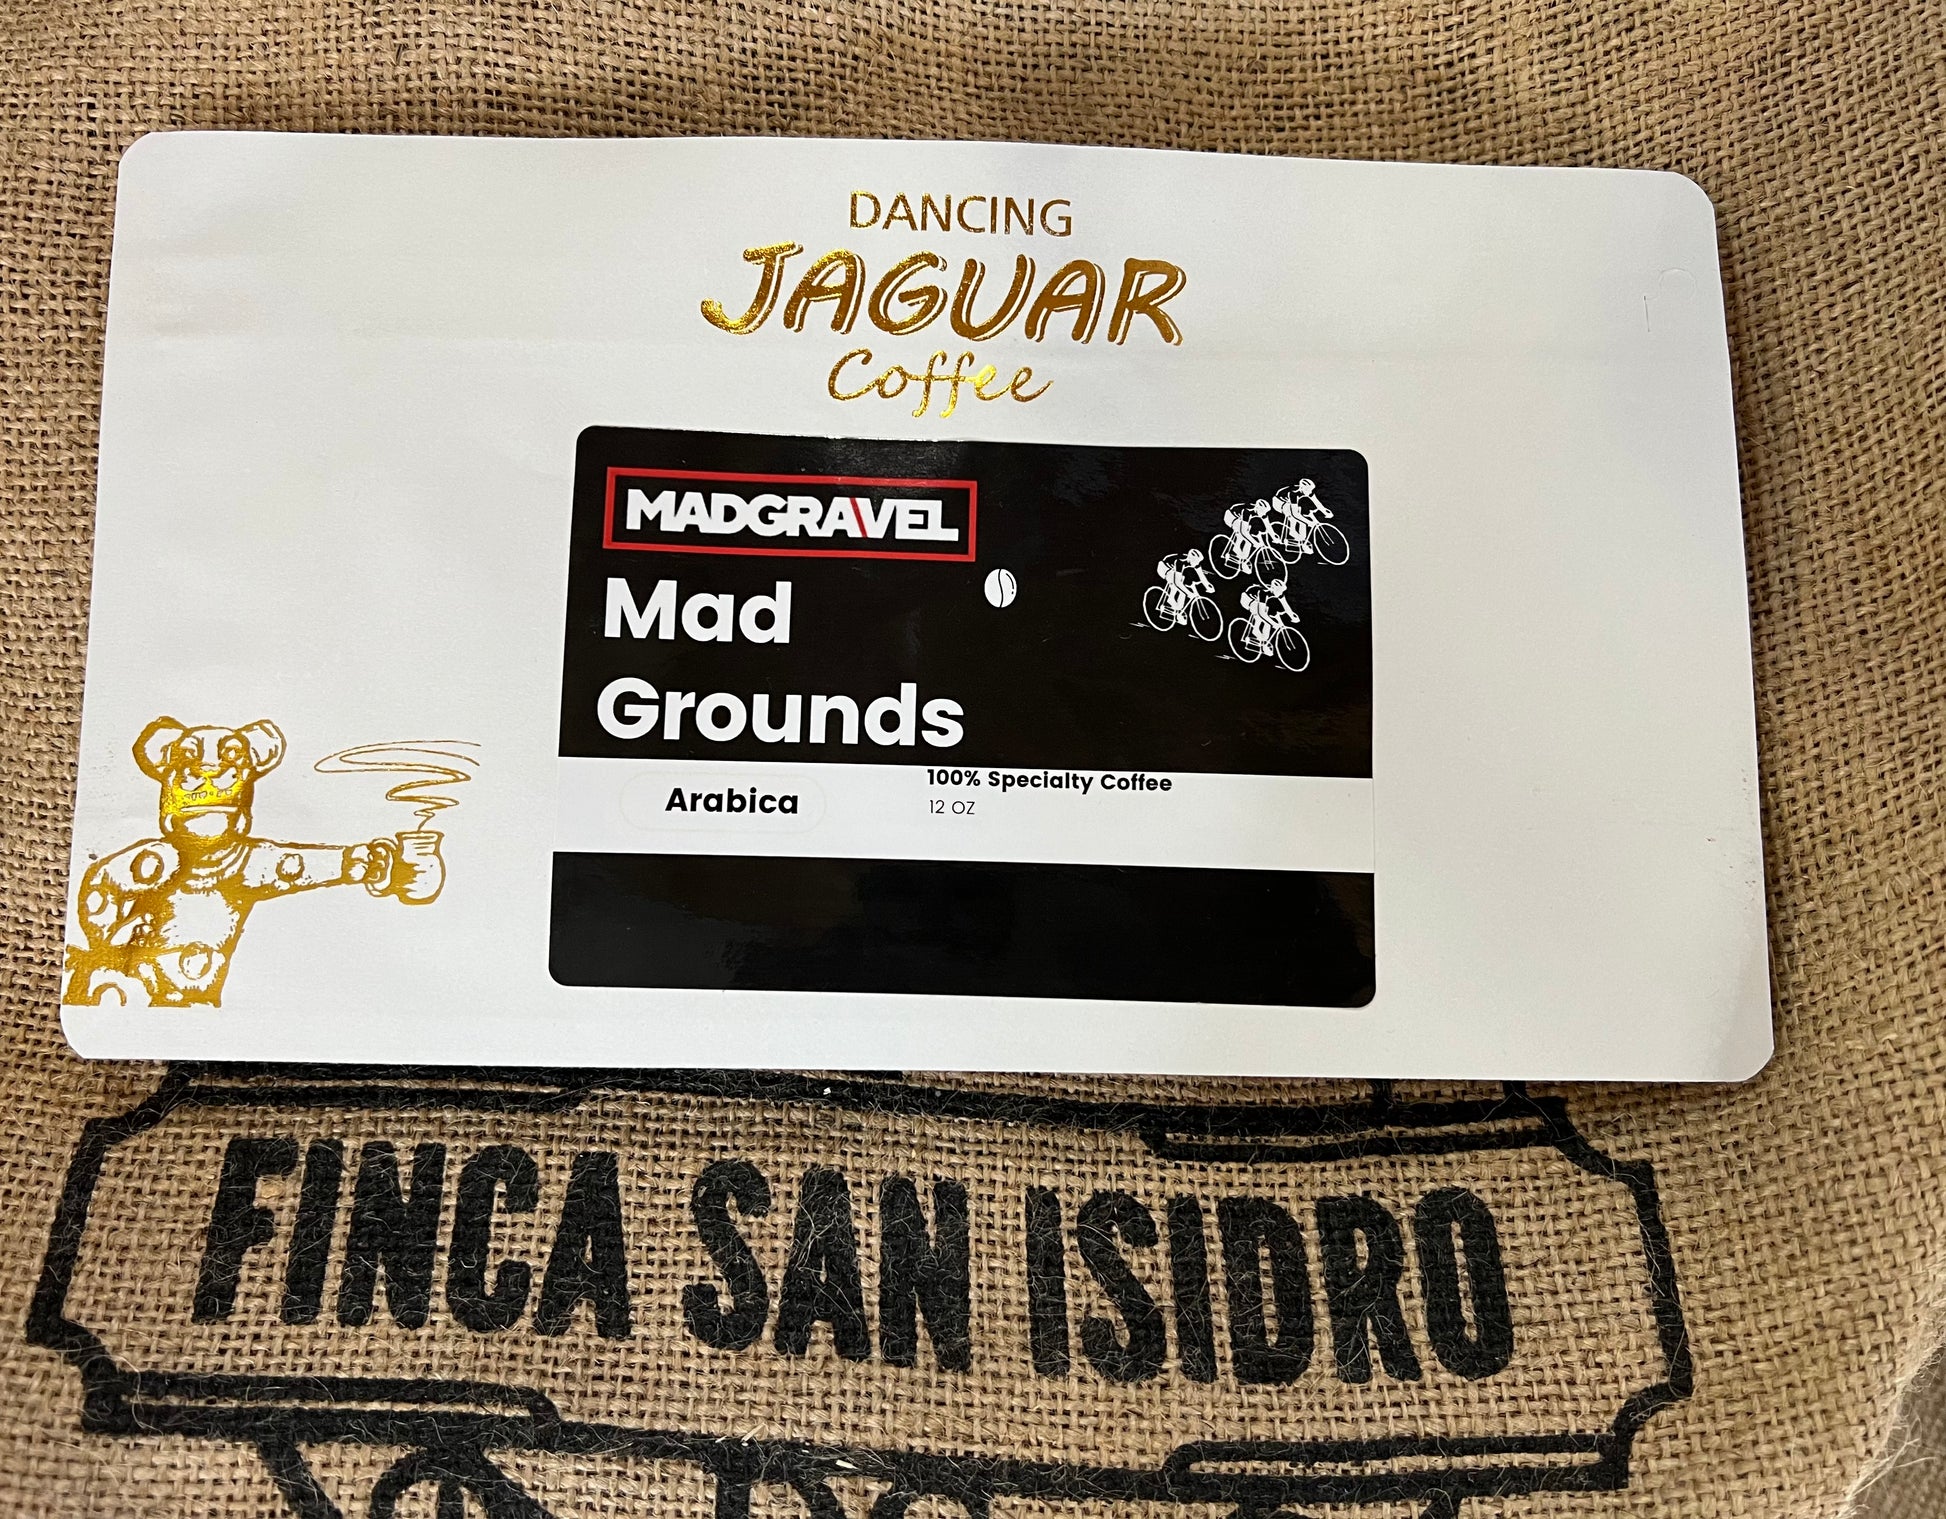 DANCING
JAGUAR
Coffee
MADGRAVEL
Mad
Grounds
Arabica
100% Specialty Coffee
12 OZ
FINCA SAN ISIDRO